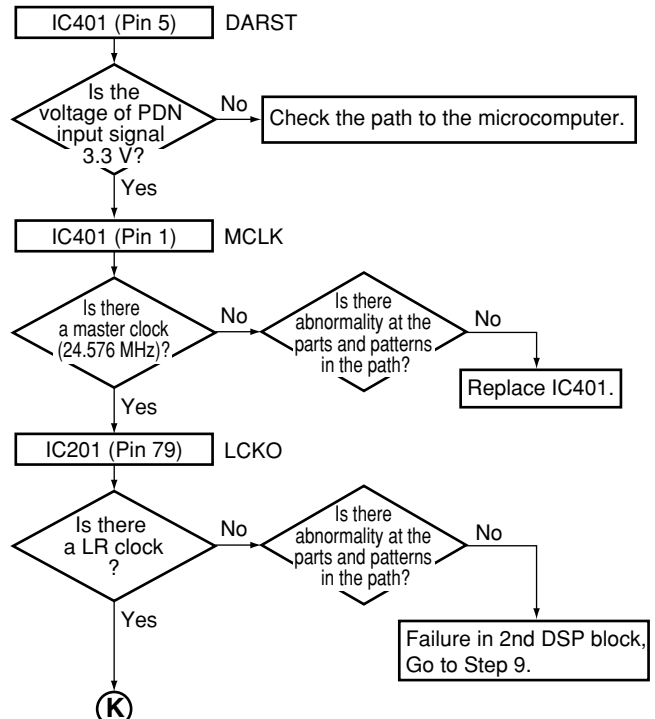 IC401 (Pin 5) DARST
Is the
voltage of PDN
input signal
3.3 V?
No
Check the path to the microcomputer.
Yes
IC401 (Pin 1) MCLK
Is there
a master clock
(24.576 MHz)?
No
Is there
abnormality at the
parts and patterns
in the path?
No
Replace IC401.
Yes
IC201 (Pin 79) LCKO
Is there
a LR clock
?
No
Is there
abnormality at the
parts and patterns
in the path?
No
Failure in 2nd DSP block,
Go to Step 9.
Yes
K